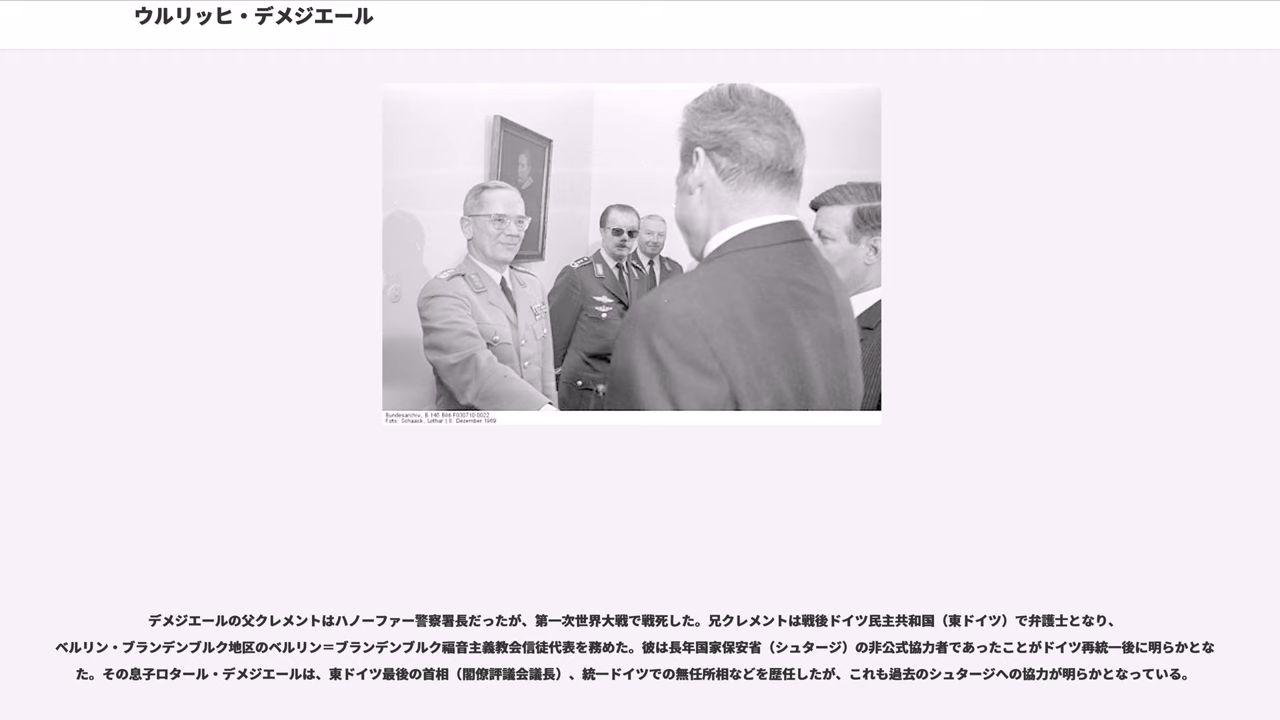 ウルリッヒ・デメジエール
Bundesarchiv, B 145 Bild-F030710-0022
Foto: Schaack, Lothar | 8. Dezember 1969
デメジエールの父クレメントはハノーファー警察署長だったが、第一次世界大戦で戦死した。兄クレメントは戦後ドイツ民主共和国（東ドイツ）で弁護士となり、
ベルリン・ブランデンブルク地区のベルリン＝ブランデンブルク福音主義教会信徒代表を務めた。彼は長年国家保安省（シュタージ）の非公式協力者であったことがドイツ再統一後に明らかとな
た。その息子ロタール・デメジエールは、東ドイツ最後の首相（閣僚評議会議長）、統一ドイツでの無任所相などを歴任したが、これも過去のシュタージへの協力が明らかとなっている。